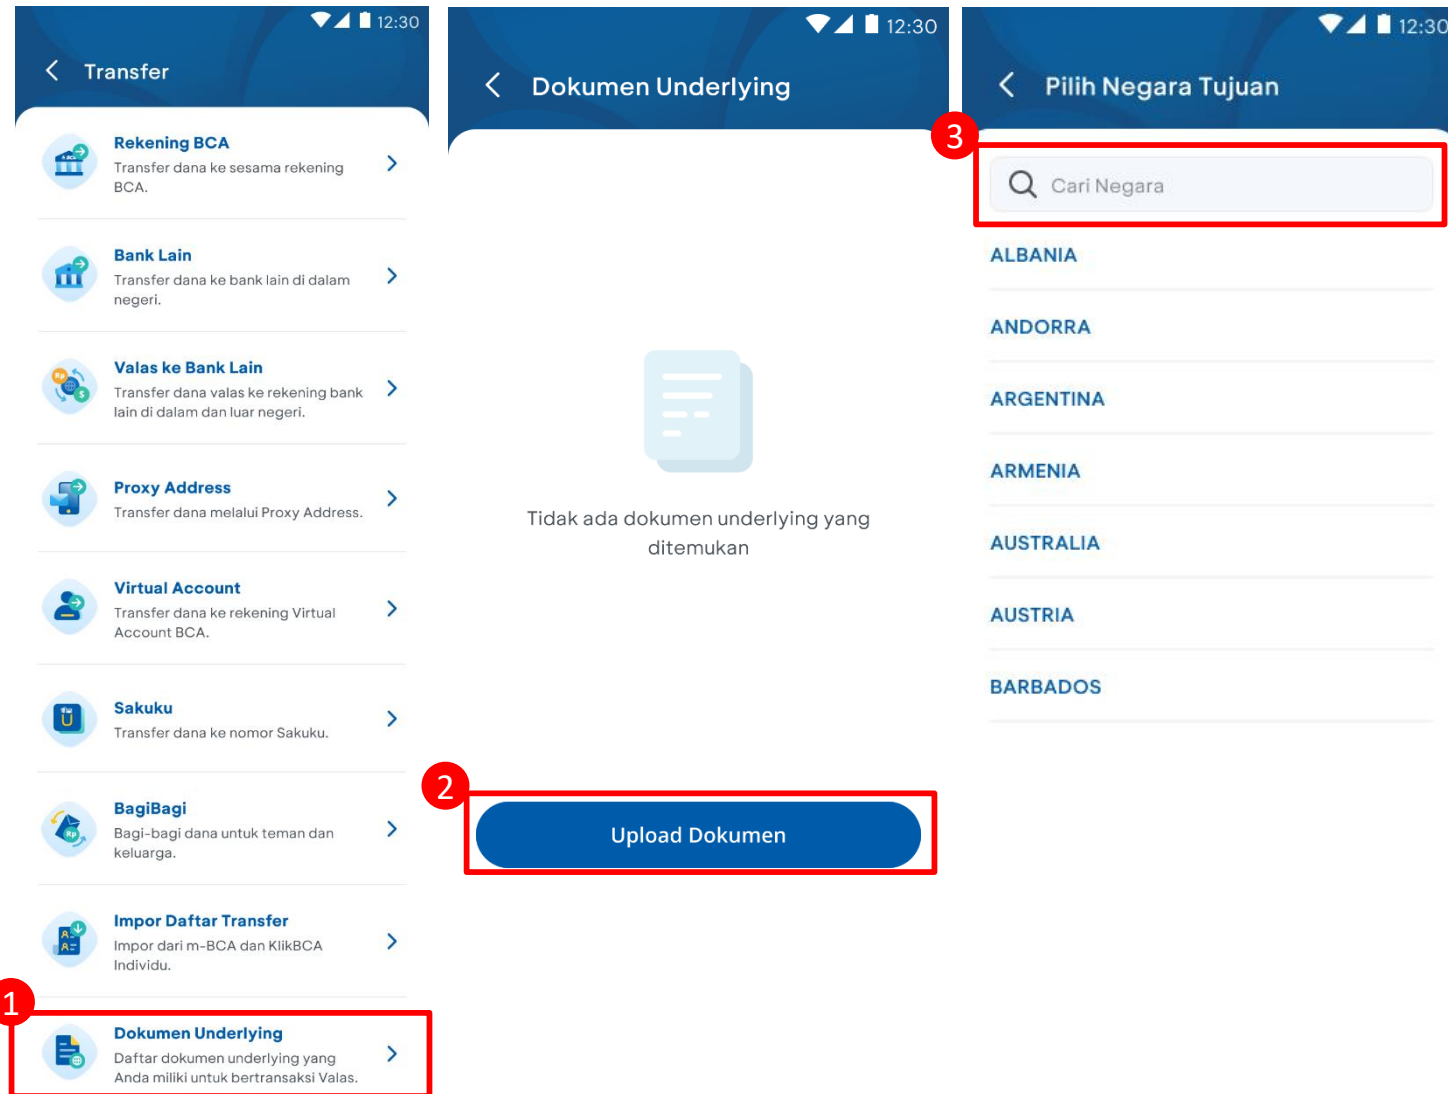 12:30
Transfer
Rekening BCA
Transfer dana ke sesama rekening
BCA.
Bank Lain
Transfer dana ke bank lain di dalam
negeri.
Valas ke Bank Lain
Transfer dana valas ke rekening bank
lain di dalam dan luar negeri.
Proxy Address
Transfer dana melalui Proxy Address.
Virtual Account
Transfer dana ke rekening Virtual
Account BCA.
Sakuku
Transfer dana ke nomor Sakuku.
BagiBagi
Bagi-bagi dana untuk teman dan
keluarga.
Impor Daftar Transfer
Impor dari m-BCA dan KlikBCA
Individu.
1
Dokumen Underlying
Daftar dokumen underlying yang
Anda miliki untuk bertransaksi Valas.
12:30
Dokumen Underlying
Tidak ada dokumen underlying yang
ditemukan
2
Upload Dokumen
12:30
Pilih Negara Tujuan
3
Cari Negara
ALBANIA
ANDORRA
ARGENTINA
ARMENIA
AUSTRALIA
AUSTRIA
BARBADOS